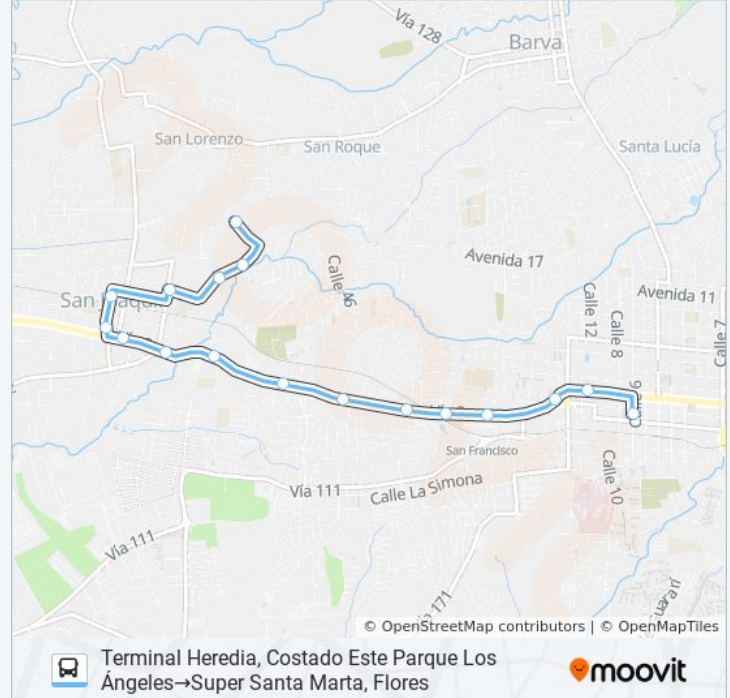 Vía 128
Barva
San Lorenzo
San Roque
Santa Lucía
Avenida 17
Calle 46
San
Avenida 11
Calle 12
Calle 8
Calle 7
San Francisco
Calle 10
Vía 111
Calle La Simona
Vía 111
171
© OpenStreetMap contributors | © OpenMapTiles
Terminal Heredia, Costado Este Parque Los
Ángeles→Super Santa Marta, Flores
moovit